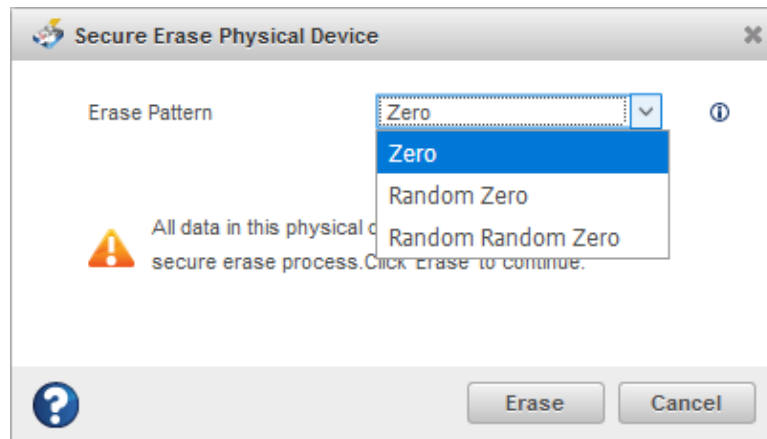 Secure Erase Physical Device
Erase Pattern
Zero
Zero
Random Zero
Random Random Zero
All data in this physical
secure erase process.Click 'Erase' to continue.
Erase
Cancel